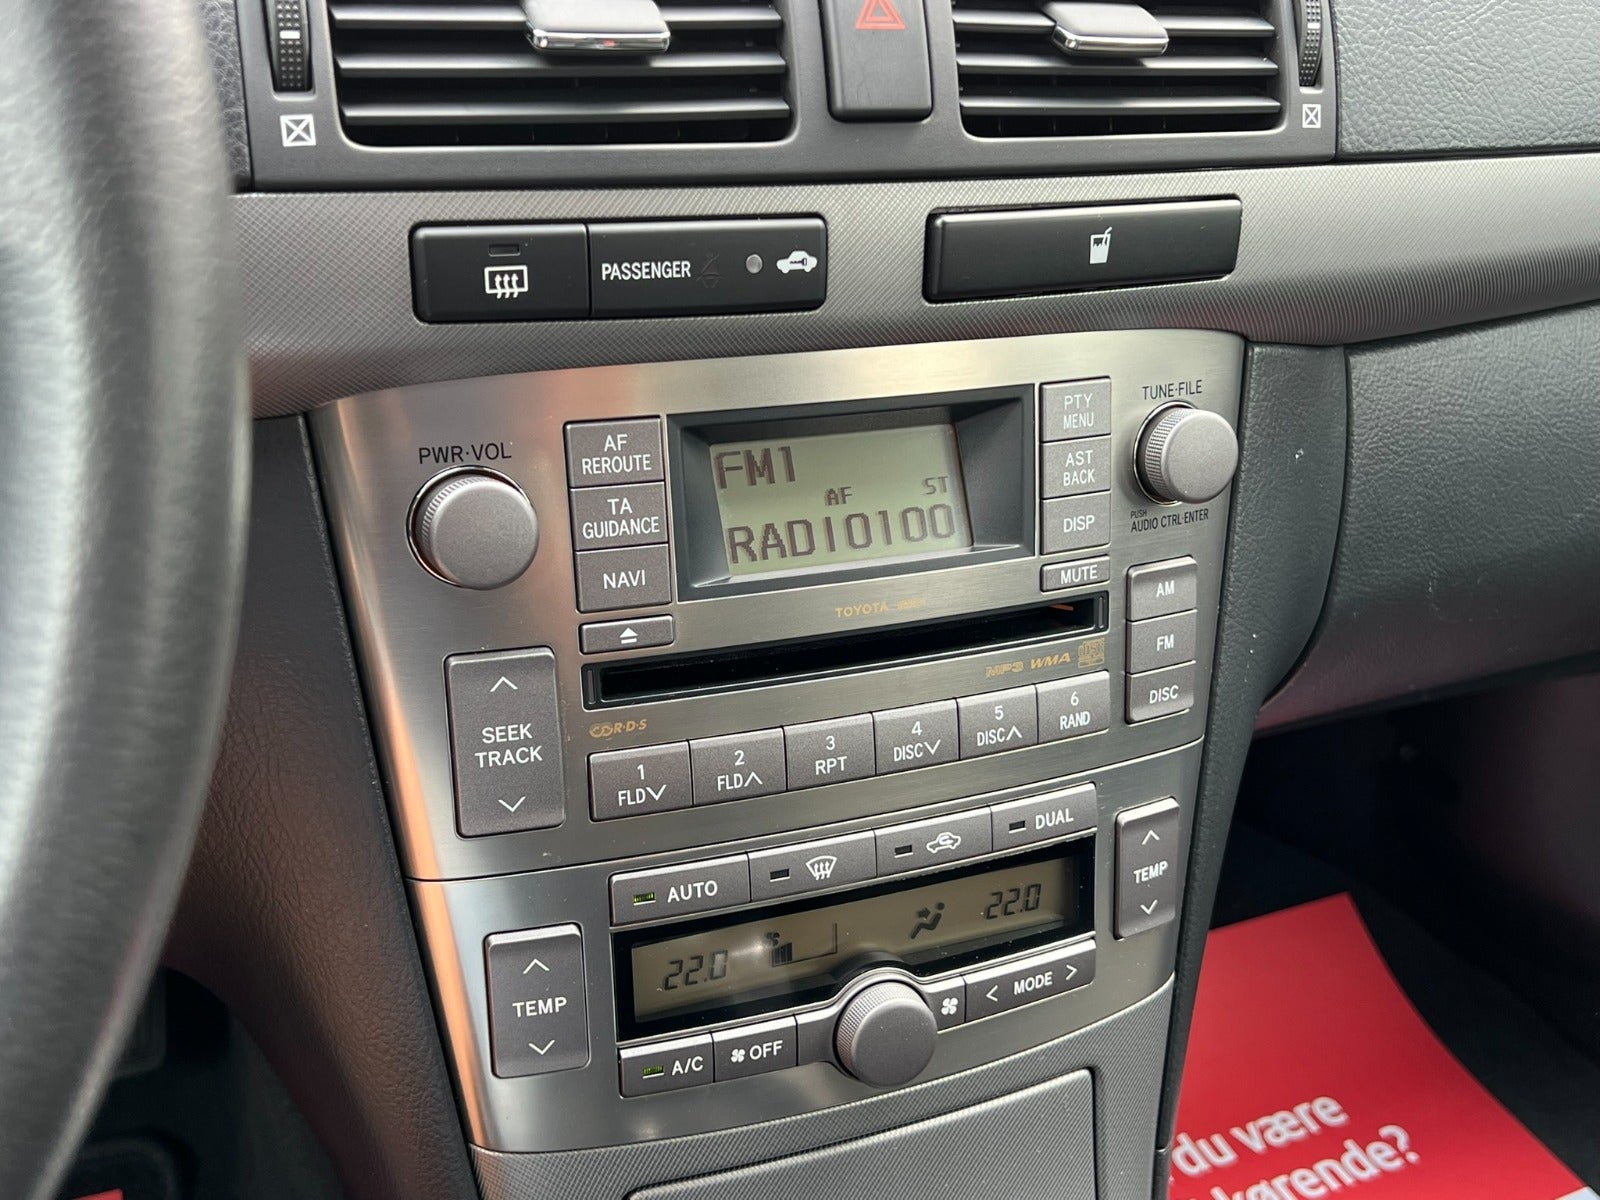 PASSENGER
PWR·VOL
AF
REROUTE
TA
GUIDANCE
NAVI
FM1
AF
ST
RADIO100
PTY
MENU
AST
BACK
DISP
MUTE
TUNE·FILE
PUSH
AUDIO CTRL·ENTER
TOYOTA
AM
FM
DISC
MP3 WMA
R·D·S
SEEK
TRACK
1
FLD
2
FLD
3
RPT
4
DISC
5
DISC
6
RAND
AUTO
DUAL
TEMP
22.0
22.0
TEMP
A/C
OFF
MODE
du være
kørende?